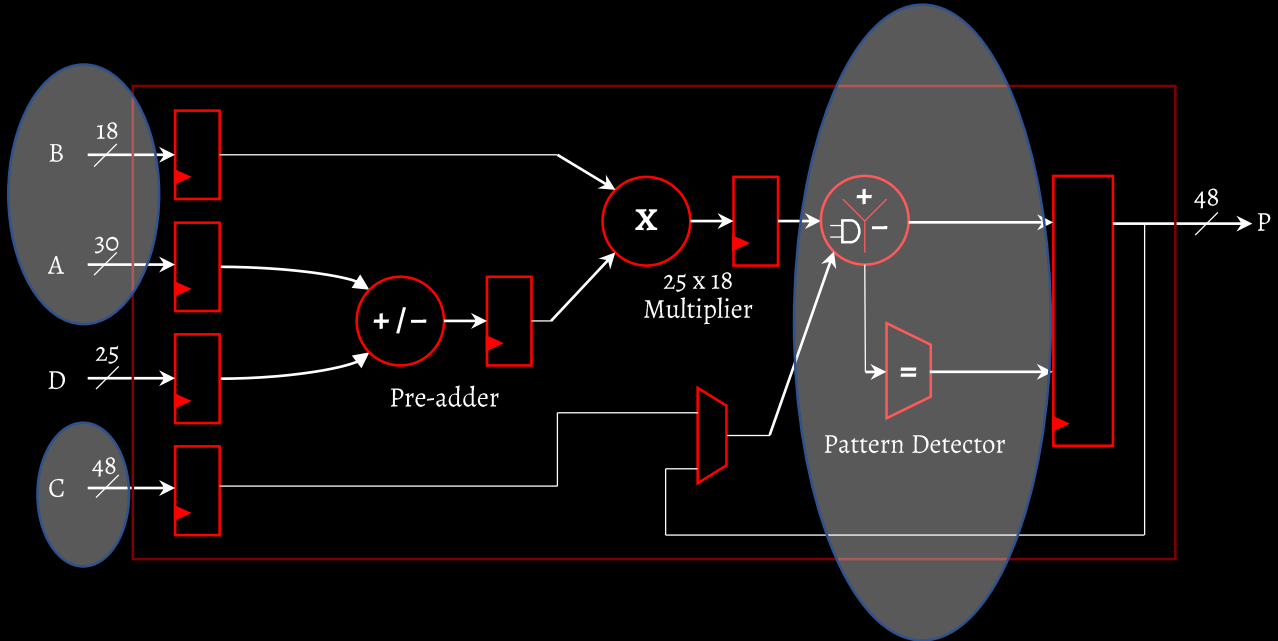 18
B
30
A
25
D
48
C
+/−
Pre-adder
X
25 x 18
Multiplier
+
−
=
Pattern Detector
48
P